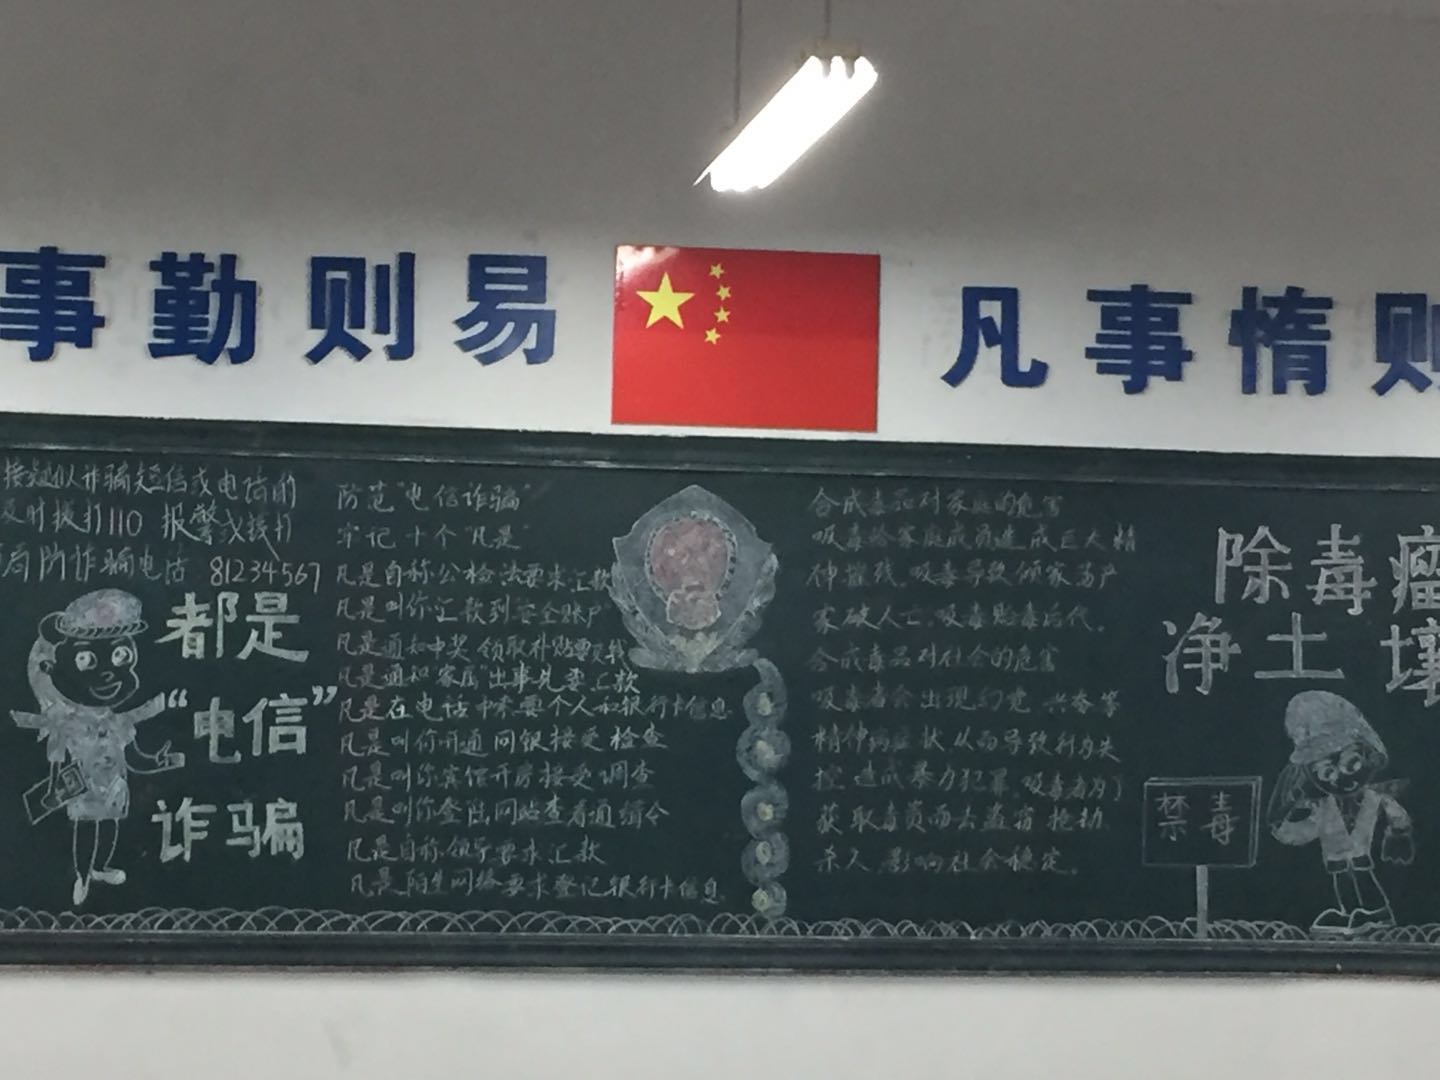 事勤则易
凡事惰则
接疑似诈骗短信或电话的
及时拨打110 报警或拨打
局防诈骗电话 81234567
都是
“电信”
诈骗
防范“电信诈骗”
牢记十个“凡是”
凡是自称公检法要求汇款
凡是叫你汇款到安全账户
凡是通知中奖 领取补贴要钱
凡是通知“家属”出事先要汇款
凡是在电话中索要个人和银行卡信息
凡是叫你开通网银接受检查
凡是叫你宾馆开房接受调查
凡是叫你登陆网站查看通缉令
凡是自称领导要求汇款
凡是陌生网络要求登记银行卡信息
合成毒品对家庭的危害
吸毒给家庭成员造成巨大精
神摧残,吸毒导致倾家荡产
家破人亡,吸毒贻毒后代。
合成毒品对社会的危害
吸毒者会出现幻觉 兴奋等
精神病症状 从而导致行为失
控 造成暴力犯罪,吸毒者为了
获取毒资而去盗窃 抢劫
杀人,影响社会稳定。
除毒瘤
净土壤
禁毒